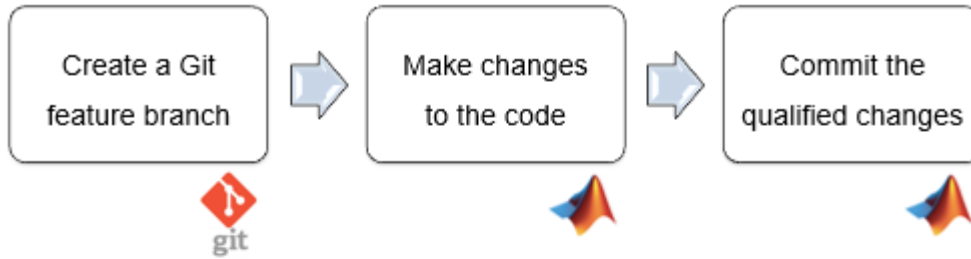 Create a Git
feature branch
Make changes
to the code
Commit the
qualified changes
git